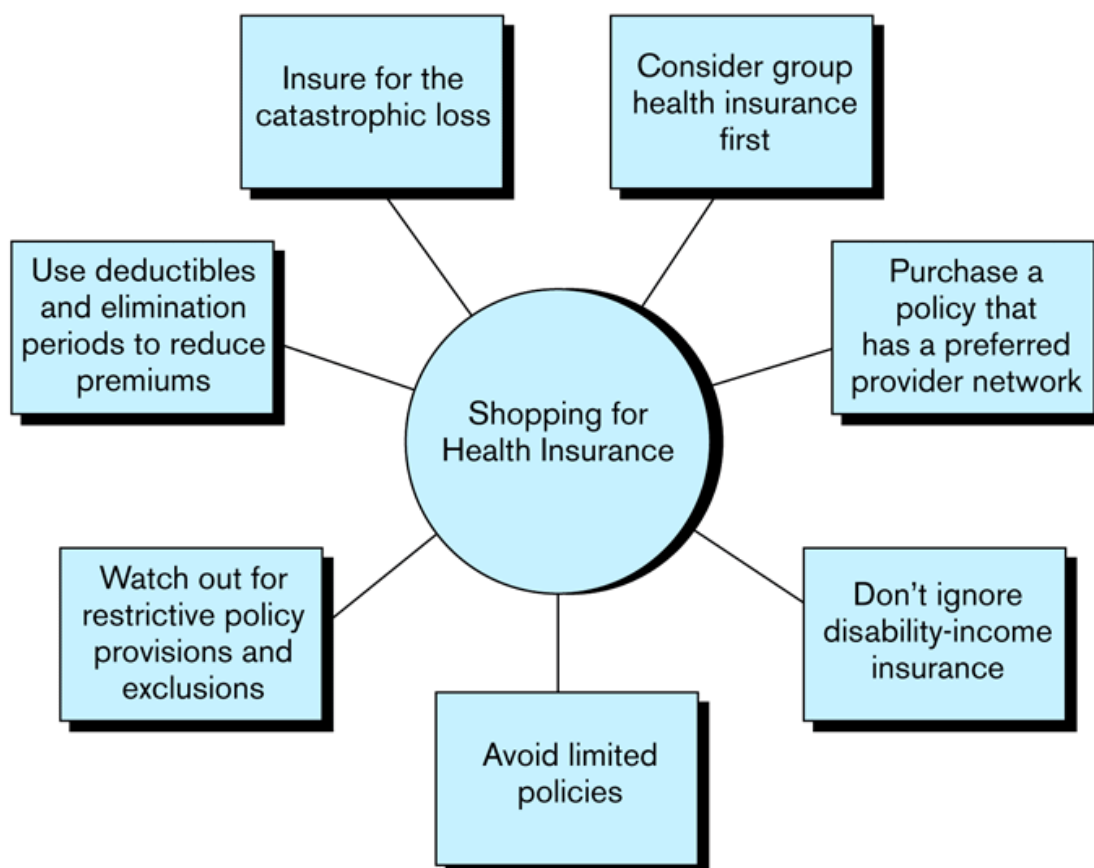 Insure for the
catastrophic loss
Consider group
health insurance
first
Use deductibles
and elimination
periods to reduce
premiums
Purchase a
policy that
has a preferred
provider network
Shopping for
Health Insurance
Watch out for
restrictive policy
provisions and
exclusions
Don’t ignore
disability-income
insurance
Avoid limited
policies